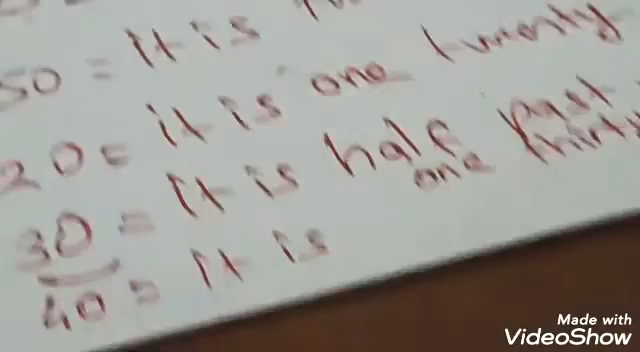 50 = it is
20 = it is one twenty
30 = it is half past
one thirty
40 = it is
Made with
VideoShow